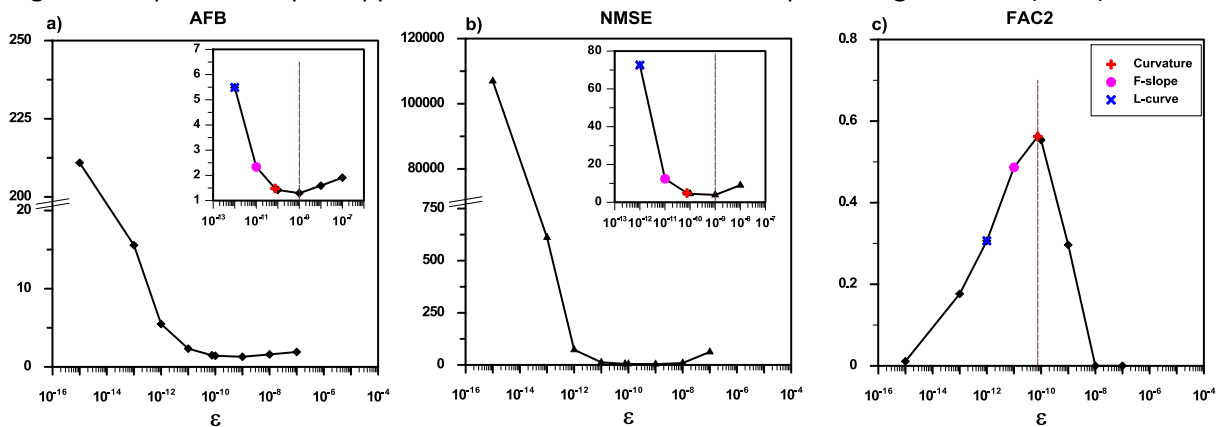 a) AFB
250
225
200
20
15
10
5
0
10⁻¹⁶ 10⁻¹⁴ 10⁻¹² 10⁻¹⁰ 10⁻⁸ 10⁻⁶ 10⁻⁴
ε
7
6
5
4
3
2
1
10⁻¹³ 10⁻¹¹ 10⁻⁹ 10⁻⁷
b) NMSE
120000
100000
80000
750
500
250
0
10⁻¹⁶ 10⁻¹⁴ 10⁻¹² 10⁻¹⁰ 10⁻⁸ 10⁻⁶ 10⁻⁴
ε
80
60
40
20
0
10⁻¹³ 10⁻¹² 10⁻¹¹ 10⁻¹⁰ 10⁻⁹ 10⁻⁸ 10⁻⁷
c) FAC2
0.8
0.6
0.4
0.2
0
10⁻¹⁶ 10⁻¹⁴ 10⁻¹² 10⁻¹⁰ 10⁻⁸ 10⁻⁶ 10⁻⁴
ε
Curvature
F-slope
L-curve